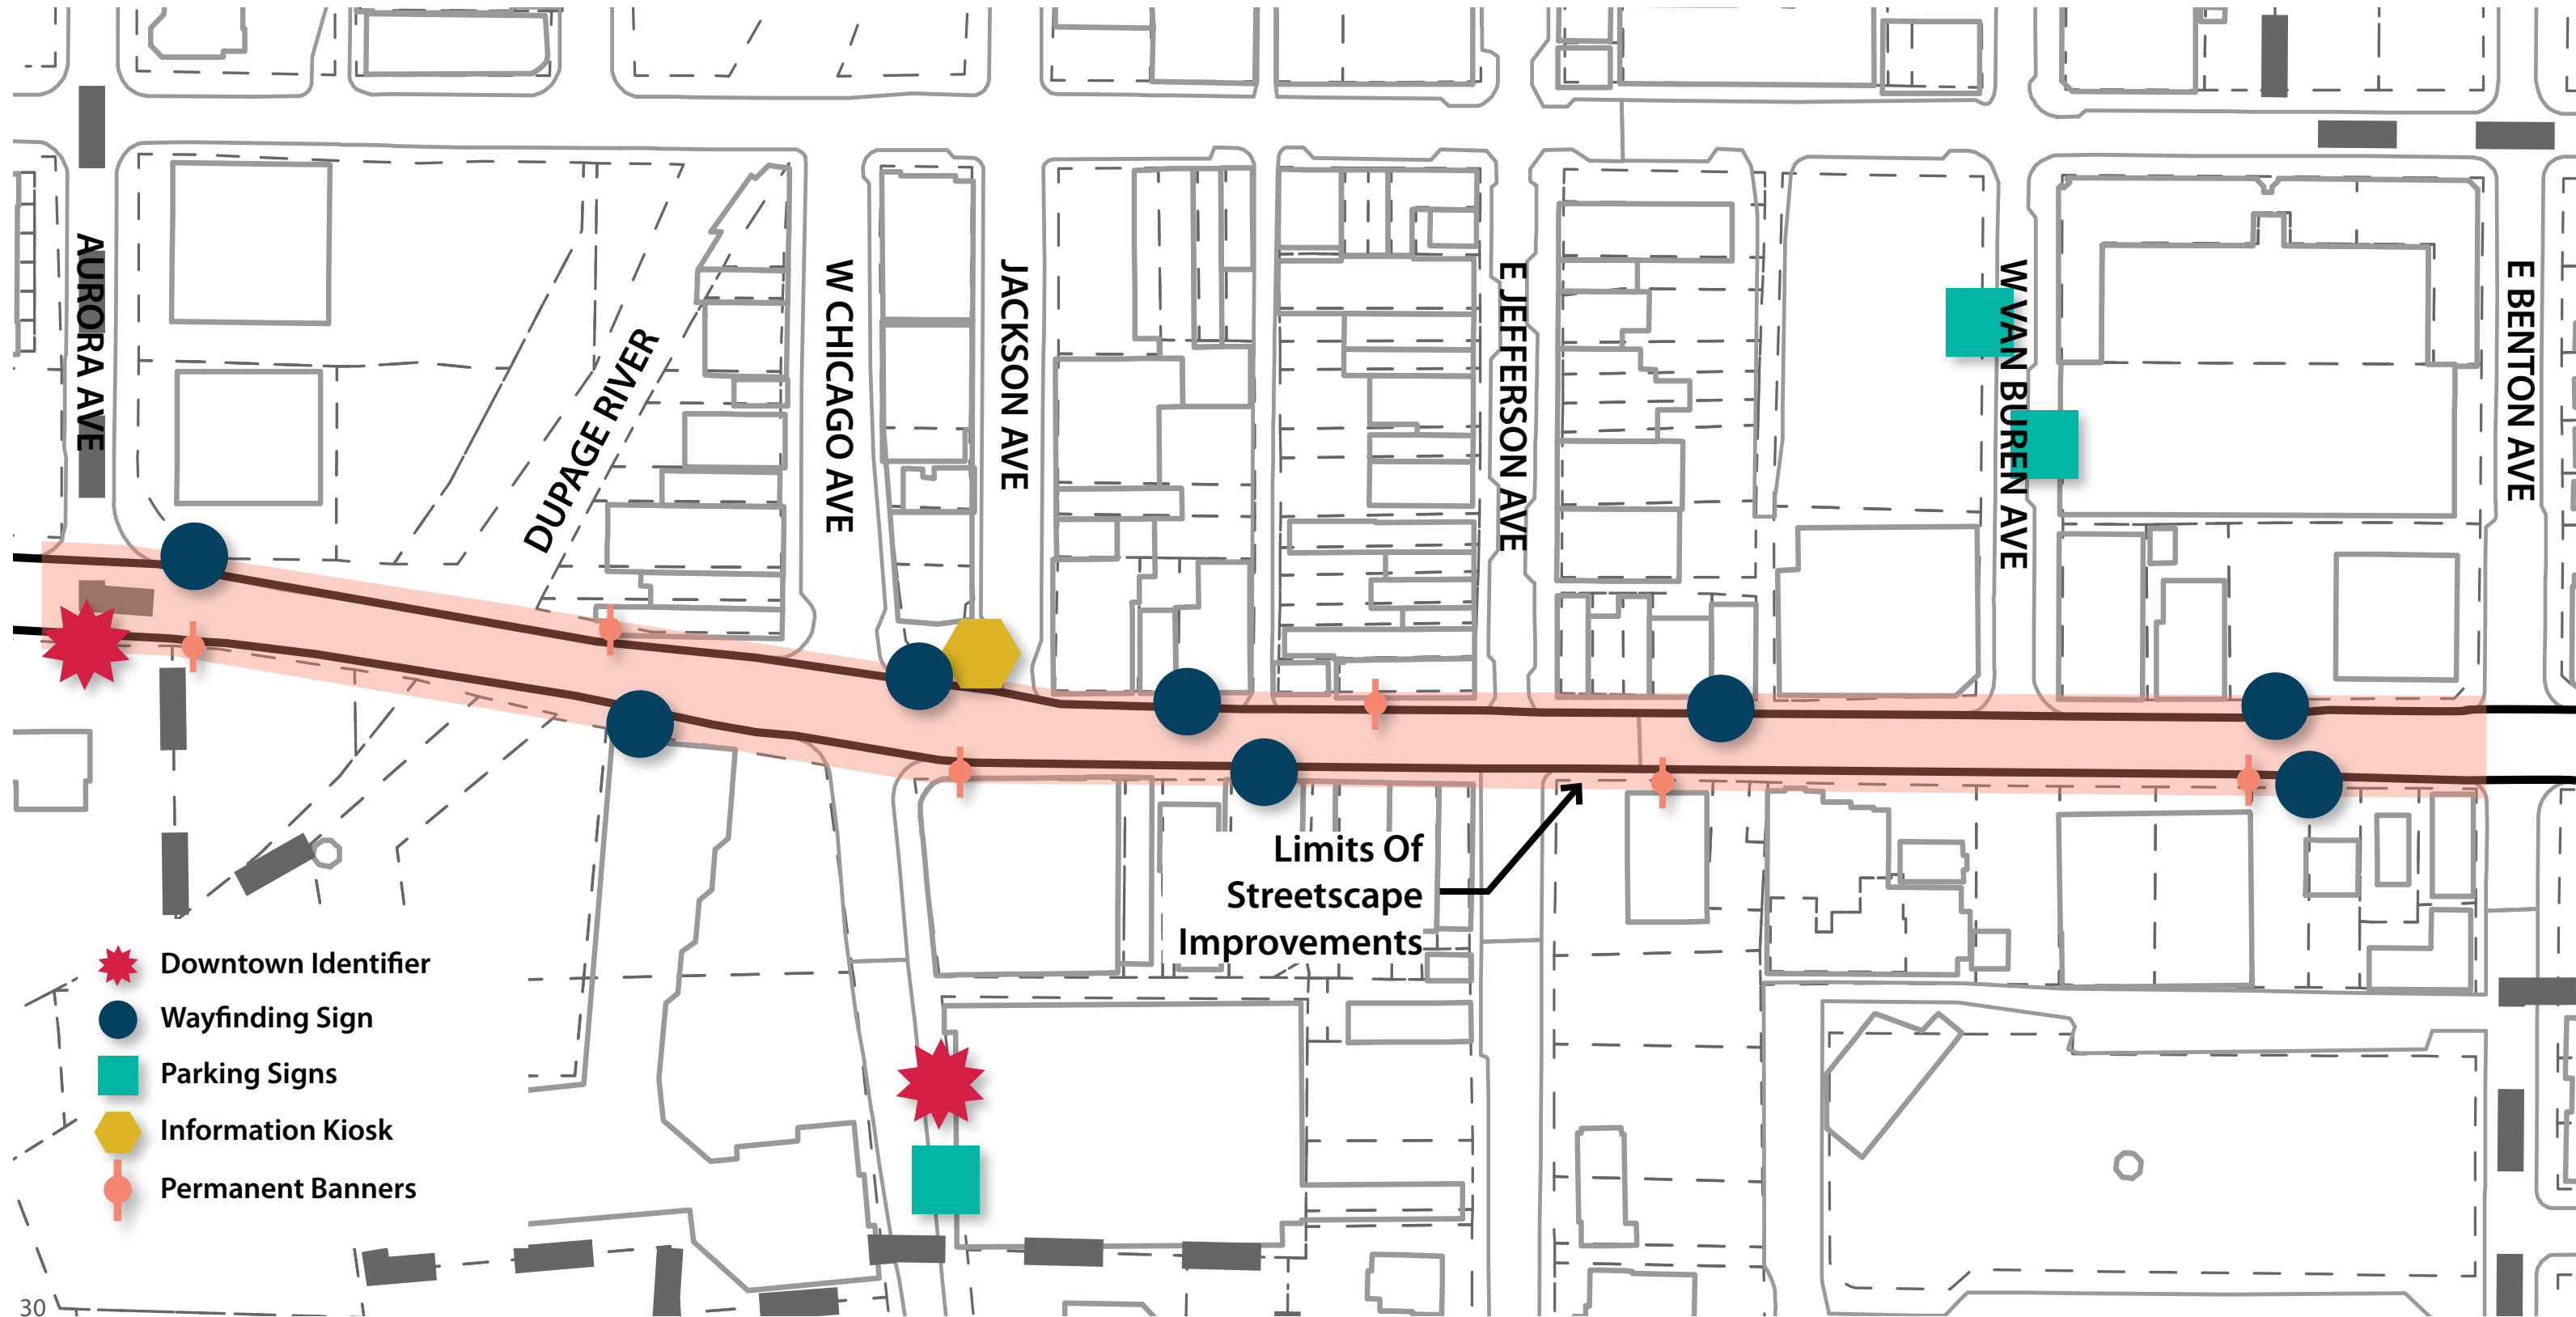 AURORA AVE
DUPAGE RIVER
W CHICAGO AVE
JACKSON AVE
E JEFFERSON AVE
W VAN BUREN AVE
E BENTON AVE
Limits Of
Streetscape
Improvements
Downtown Identifier
Wayfinding Sign
Parking Signs
Information Kiosk
Permanent Banners
30